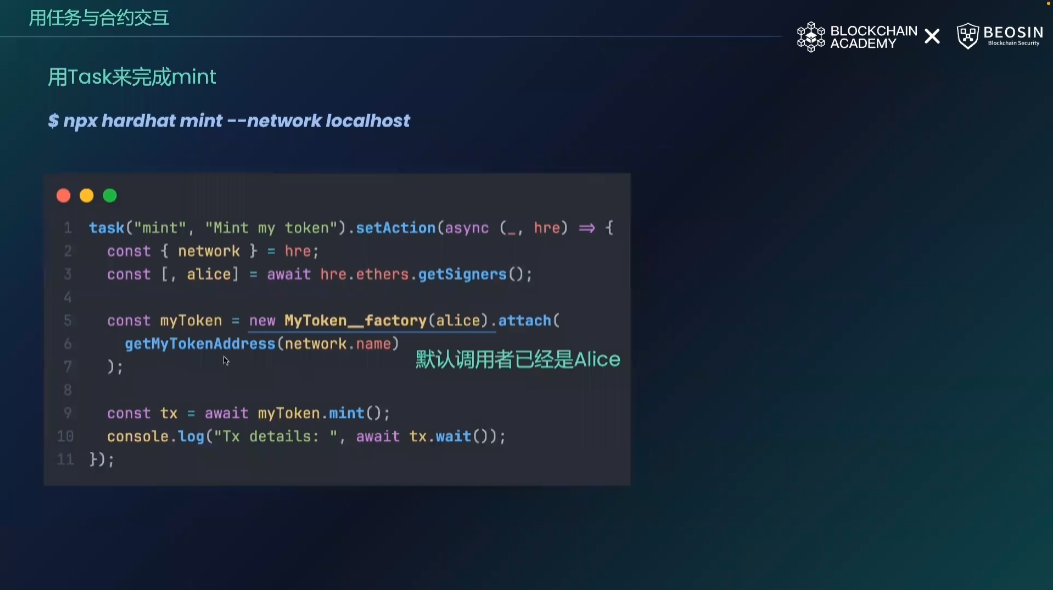 用任务与合约交互
BLOCKCHAIN
ACADEMY
BEOSIN
Blockchain Security
用Task来完成mint
$ npx hardhat mint --network localhost
1 task("mint", "Mint my token").setAction(async (_, hre) => {
2 const { network } = hre;
3 const [, alice] = await hre.ethers.getSigners();
4
5 const myToken = new MyToken__factory(alice).attach(
6 getMyTokenAddress(network.name)
默认调用者已经是Alice
7 );
8
9 const tx = await myToken.mint();
10 console.log("Tx details: ", await tx.wait());
11 });